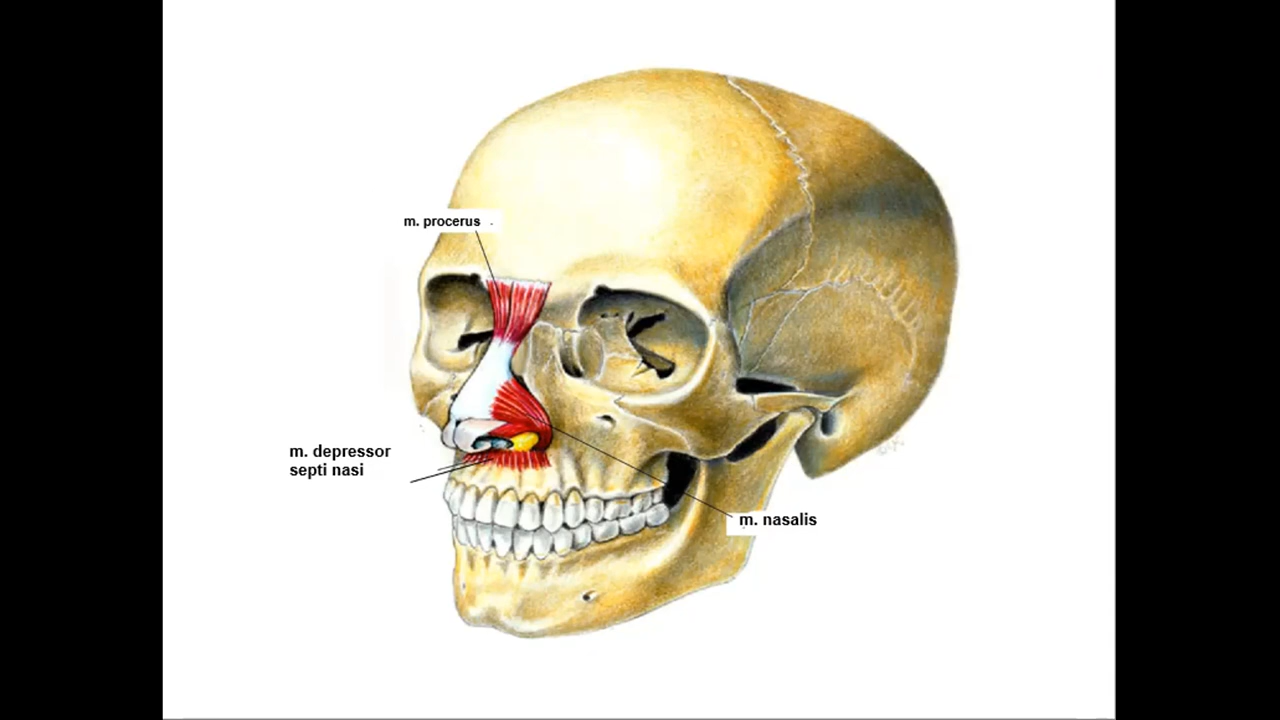 m. procerus
m. depressor
septi nasi
m. nasalis